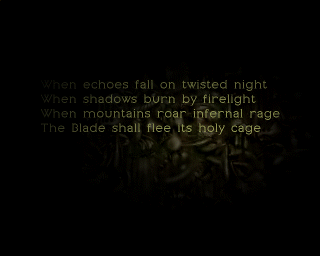 When echoes fall on twisted night
When shadows burn by firelight
When mountains roar infernal rage
The Blade shall flee its holy cage